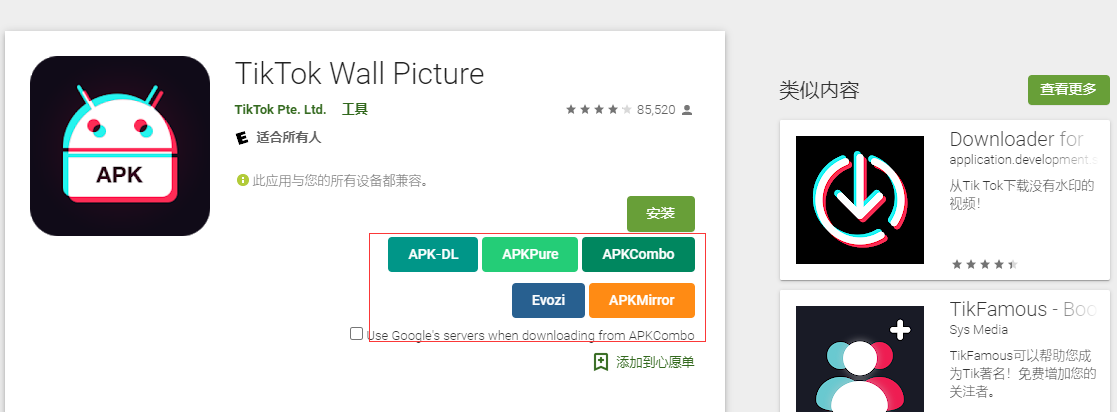 TikTok Wall Picture
TikTok Pte. Ltd. 工具
85,520
E 适合所有人
此应用与您的所有设备都兼容。
APK
安装
APK-DL APKPure APKCombo
Evozi APKMirror
Use Google's servers when downloading from APKCombo
添加到心愿单
类似内容 查看更多
Downloader for
application.development.s
从Tik Tok下载没有水印的
视频！
TikFamous - Boo
Sys Media
TikFamous可以帮助您成
为Tik著名！免费增加您的
关注者。